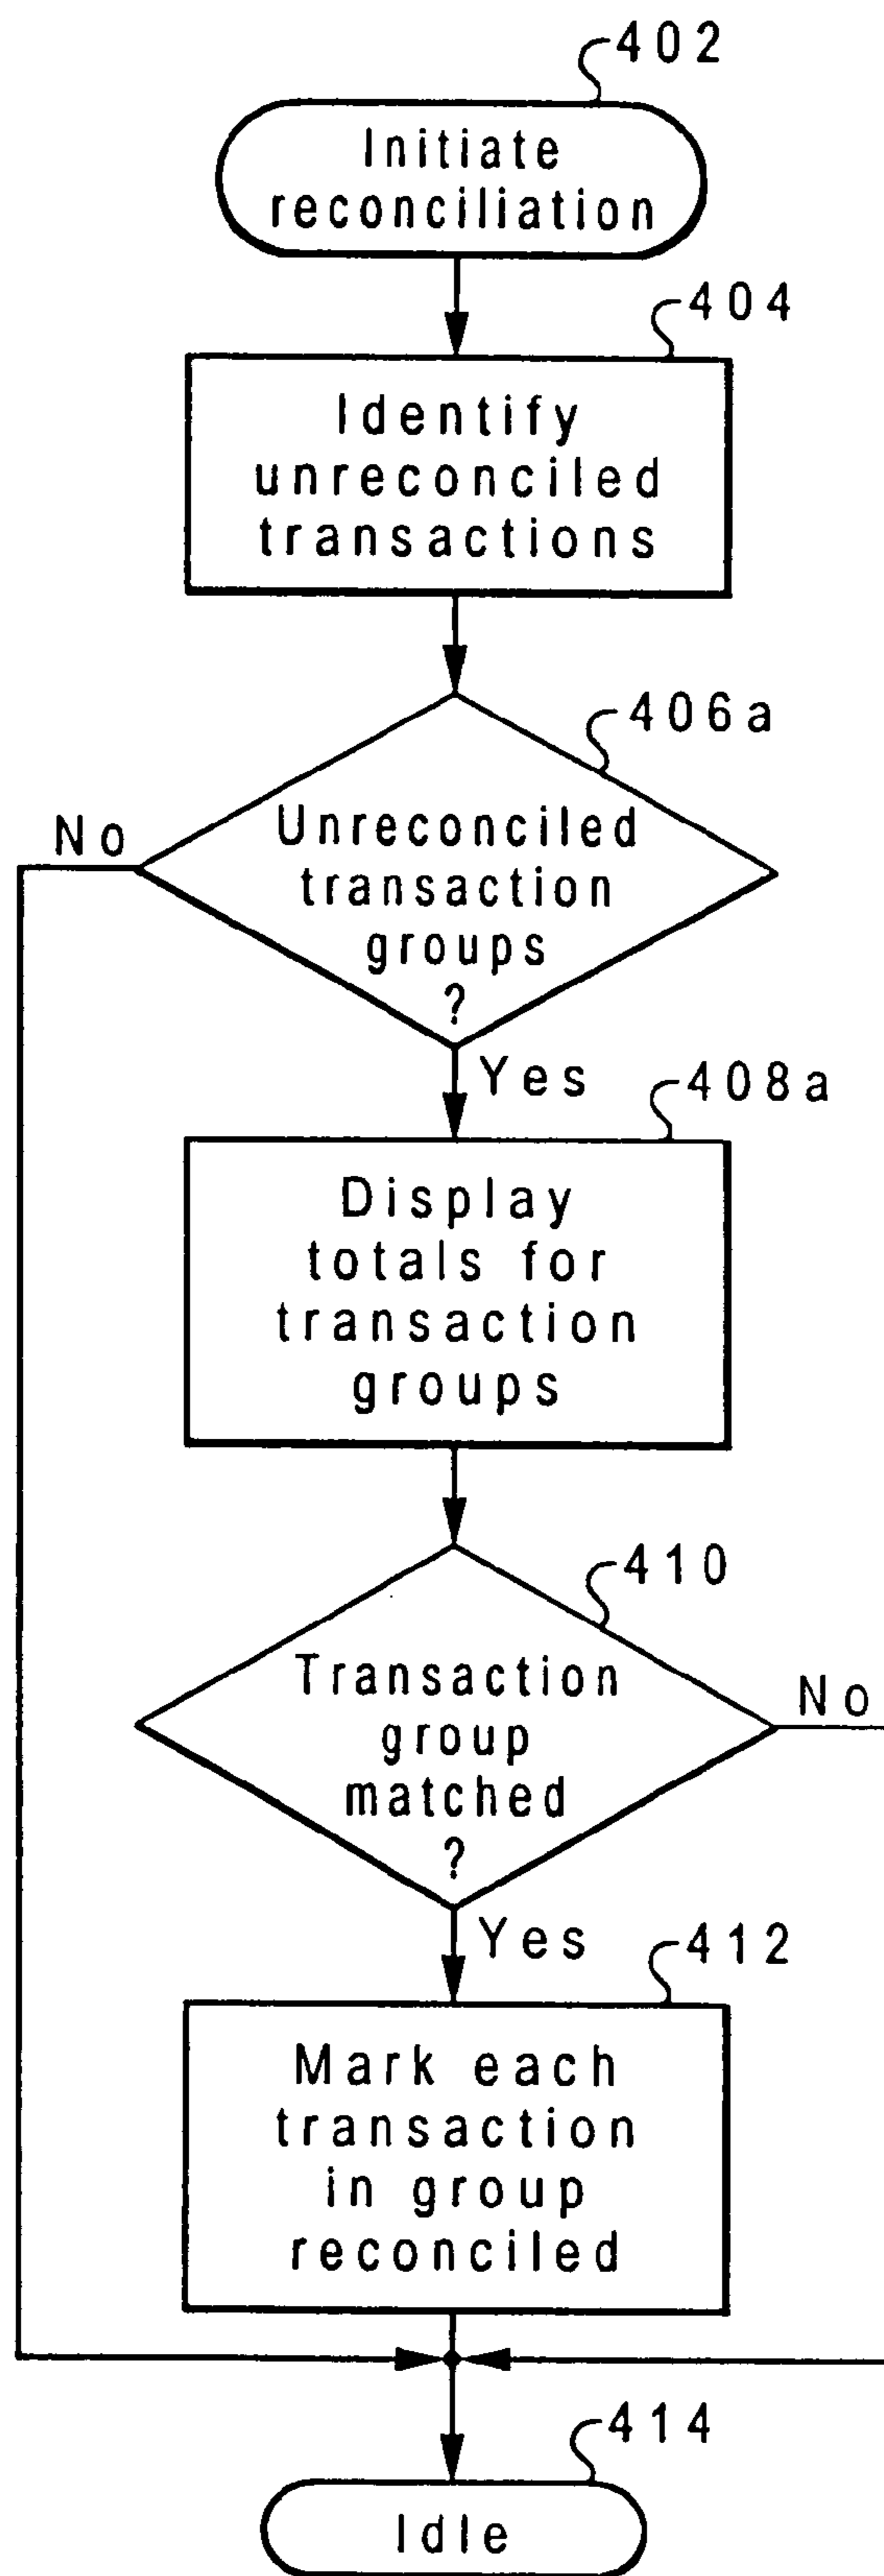 402
Initiate
reconciliation
404
Identify
unreconciled
transactions
406a
No
Unreconciled
transaction
groups
?
Yes
408a
Display
totals for
transaction
groups
410
Transaction
No
group
matched
?
Yes
412
Mark each
transaction
in group
reconciled
414
Idle